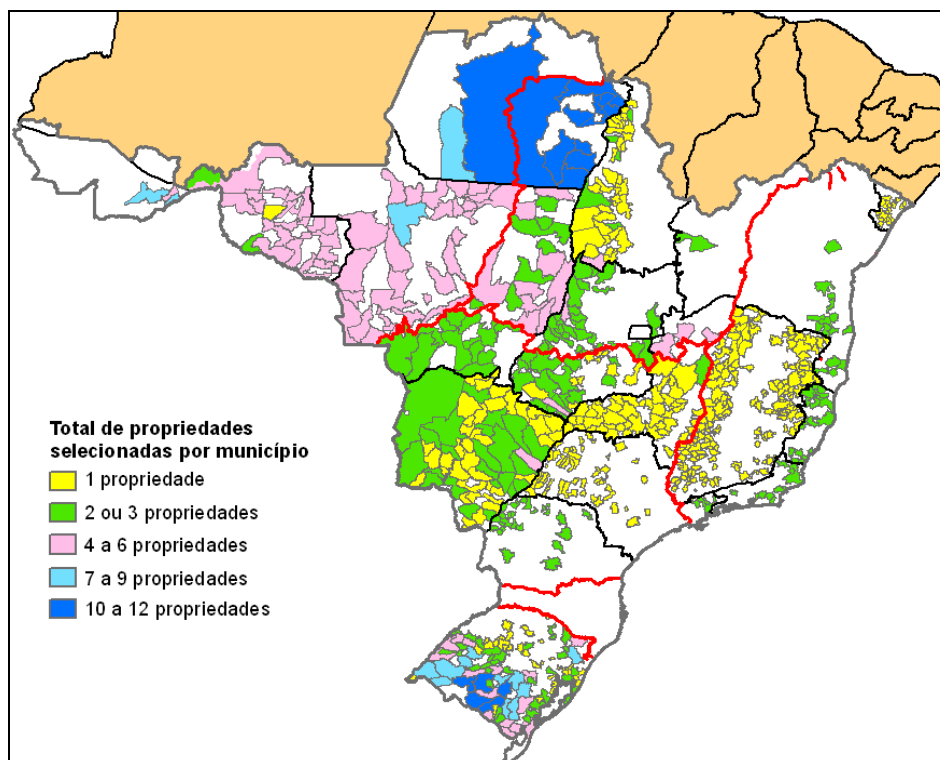 Total de propriedades
selecionadas por município
1 propriedade
2 ou 3 propriedades
4 a 6 propriedades
7 a 9 propriedades
10 a 12 propriedades